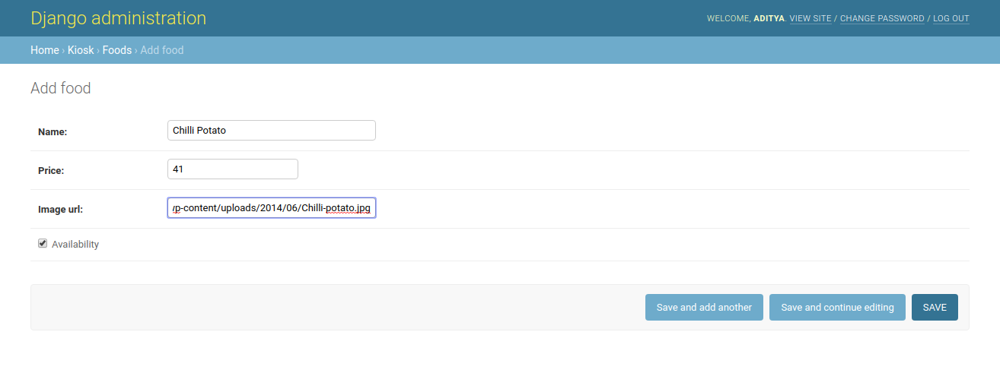 Django administration
WELCOME, ADITYA. VIEW SITE / CHANGE PASSWORD / LOG OUT
Home › Kiosk › Foods › Add food
Add food
Name: Chilli Potato
Price: 41
Image url: /p-content/uploads/2014/06/Chilli-potato.jpg
Availability
Save and add another Save and continue editing SAVE